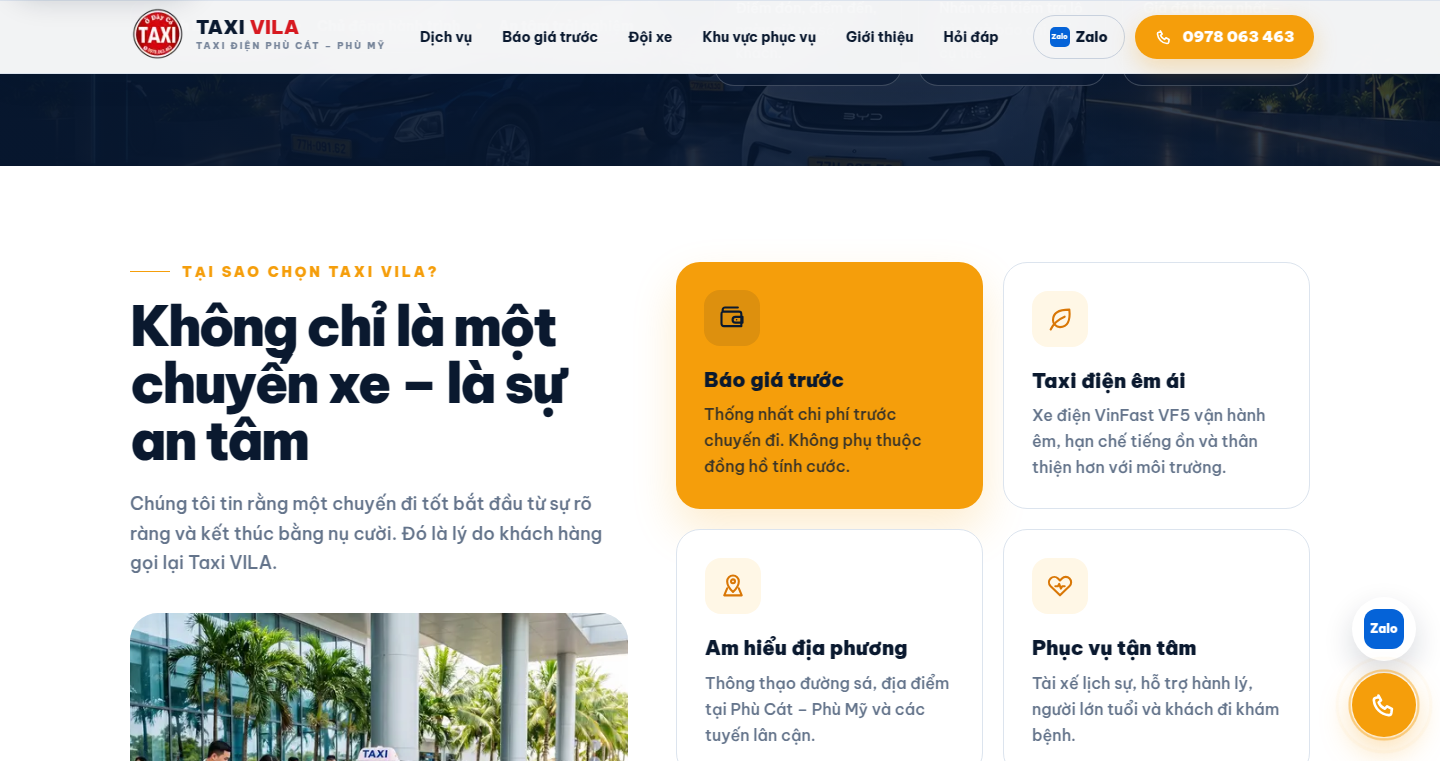 Ở Đây Có
TAXI
TAXI VILA
TAXI ĐIỆN PHÙ CÁT – PHÙ MỸ
Dịch vụ
Báo giá trước
Đội xe
Khu vực phục vụ
Giới thiệu
Hỏi đáp
Zalo
Zalo
0978 063 463
BYD
TẠI SAO CHỌN TAXI VILA?
Không chỉ là một
chuyến xe – là sự
an tâm
Chúng tôi tin rằng một chuyến đi tốt bắt đầu từ sự rõ
ràng và kết thúc bằng nụ cười. Đó là lý do khách hàng
gọi lại Taxi VILA.
TAXI
Báo giá trước
Thống nhất chi phí trước
chuyến đi. Không phụ thuộc
đồng hồ tính cước.
Taxi điện êm ái
Xe điện VinFast VF5 vận hành
êm, hạn chế tiếng ồn và thân
thiện hơn với môi trường.
Am hiểu địa phương
Thông thạo đường sá, địa điểm
tại Phù Cát – Phù Mỹ và các
tuyến lân cận.
Phục vụ tận tâm
Tài xế lịch sự, hỗ trợ hành lý,
người lớn tuổi và khách đi khám
bệnh.
Zalo